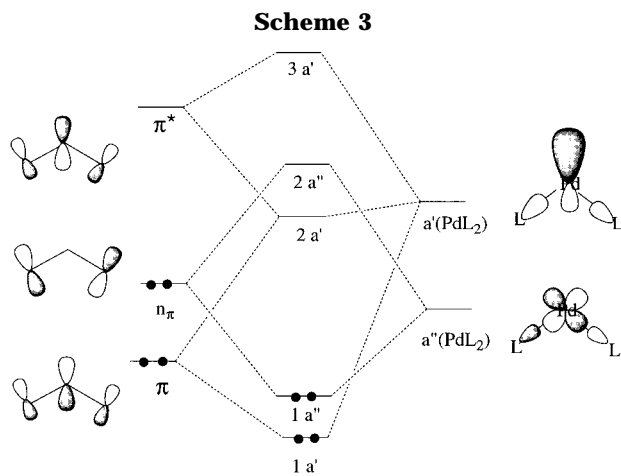 Scheme 3
3 a'
π*
2 a"
Pd
L
L
2 a'
a'(PdL₂)
nπ
Pd
a"(PdL₂)
L
L
π
1 a"
1 a'